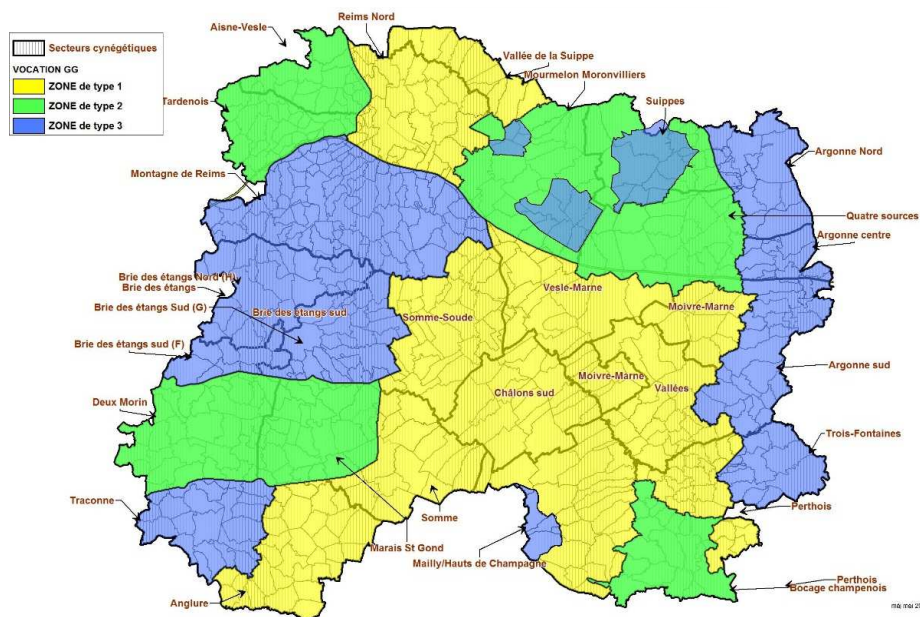 Secteurs cynégétiques
VOCATION GG
ZONE de type 1
ZONE de type 2
ZONE de type 3
Aisne-Vesle
Reims Nord
Vallée de la Suippe
Mourmelon Moronvilliers
Suippes
Tardenois
Argonne Nord
Montagne de Reims
Quatre sources
Argonne centre
Brie des étangs Nord (H)
Brie des étangs
Vesle-Marne
Moivre-Marne
Brie des étangs Sud (G)
Brie des étangs sud
Somme-Soude
Brie des étangs sud (F)
Argonne sud
Moivre-Marne
Châlons sud
Vallées
Deux Morin
Trois-Fontaines
Traconne
Somme
Perthois
Marais St Gond
Mailly/Hauts de Champagne
Perthois
Bocage champenois
Anglure